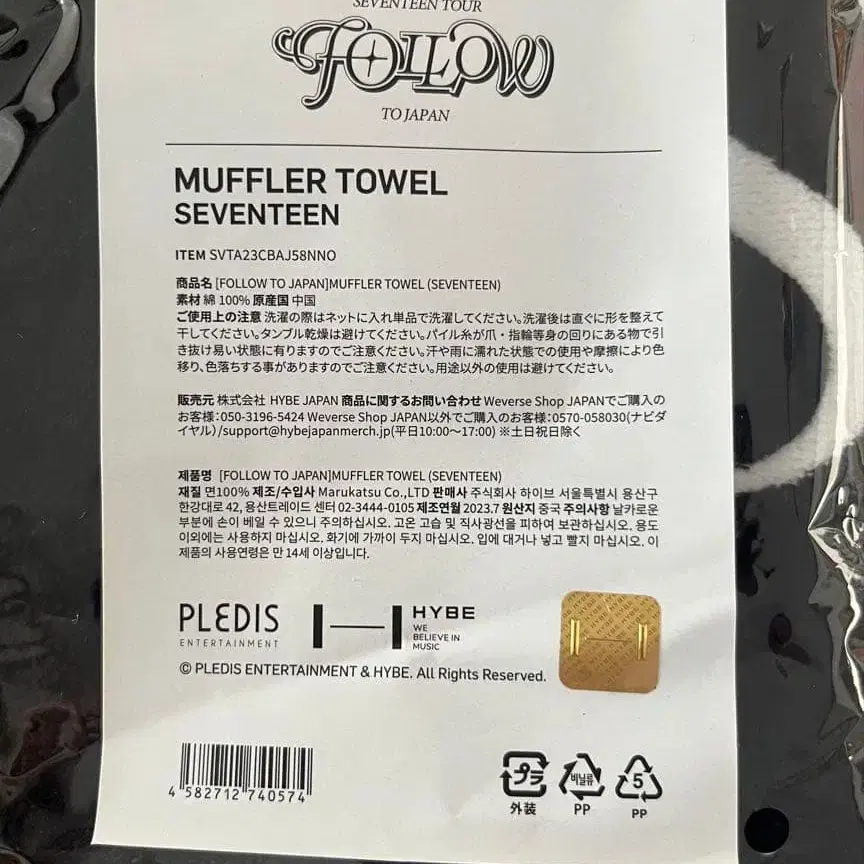 SEVENTEEN TOUR
FOLLOW
TO JAPAN
MUFFLER TOWEL
SEVENTEEN
ITEM SVTA23CBAJ58NNO
商品名 [FOLLOW TO JAPAN]MUFFLER TOWEL (SEVENTEEN)
素材 綿 100% 原産国 中国
ご使用上の注意 洗濯の際はネットに入れ単品で洗濯してください。洗濯後は直ぐに形を整えて
干してください。タンブル乾燥は避けてください。パイル糸が爪・指輪等身の回りにある物で引
き抜け易い状態に有りますのでご注意ください。汗や雨に濡れた状態での使用や摩擦により色
移り、色落ちする事がありますのでご注意ください。用途以外の使用は避けてください。
販売元 株式会社 HYBE JAPAN 商品に関するお問い合わせ Weverse Shop JAPANでご購入の
お客様：050-3196-5424 Weverse Shop JAPAN以外でご購入のお客様：0570-058030(ナビダ
イヤル)/support@hybejapanmerch.jp(平日10:00～17:00) ※土日祝日除く
제품명 [FOLLOW TO JAPAN]MUFFLER TOWEL (SEVENTEEN)
재질 면100% 제조/수입사 Marukatsu Co.,LTD 판매사 주식회사 하이브 서울특별시 용산구
한강대로 42, 용산트레이드 센터 02-3444-0105 제조연월 2023.7 원산지 중국 주의사항 날카로운
부분에 손이 베일 수 있으니 주의하십시오. 고온 고습 및 직사광선을 피하여 보관하십시오. 용도
이외에는 사용하지 마십시오. 화기에 가까이 두지 마십시오. 입에 대거나 넣고 빨지 마십시오. 이
제품의 사용연령은 만 14세 이상입니다.
PLEDIS
ENTERTAINMENT
HYBE
WE
BELIEVE IN
MUSIC
© PLEDIS ENTERTAINMENT & HYBE. All Rights Reserved.
4 582712 740574
プラ
外装
비닐류
PP
5
PP